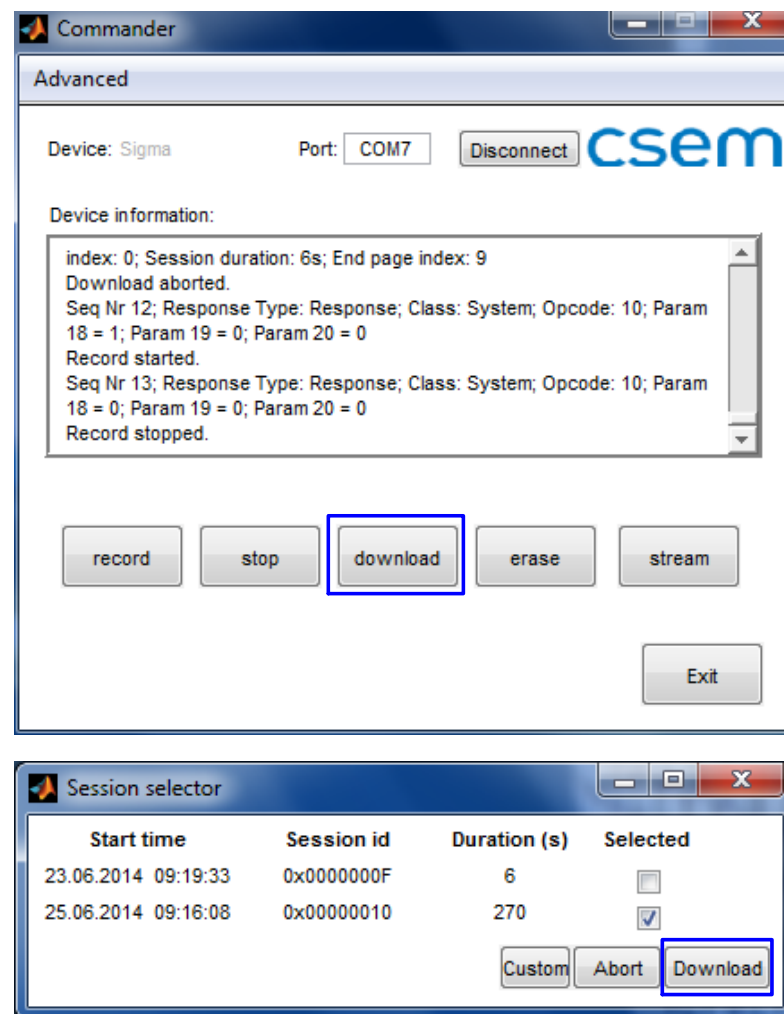 Commander
Advanced
Device: Sigma Port: COM7 Disconnect csem
Device information:
index: 0; Session duration: 6s; End page index: 9
Download aborted.
Seq Nr 12; Response Type: Response; Class: System; Opcode: 10; Param
18 = 1; Param 19 = 0; Param 20 = 0
Record started.
Seq Nr 13; Response Type: Response; Class: System; Opcode: 10; Param
18 = 0; Param 19 = 0; Param 20 = 0
Record stopped.
record stop download erase stream
Exit
Session selector
Start time Session id Duration (s) Selected
23.06.2014 09:19:33 0x0000000F 6
25.06.2014 09:16:08 0x00000010 270
Custom Abort Download